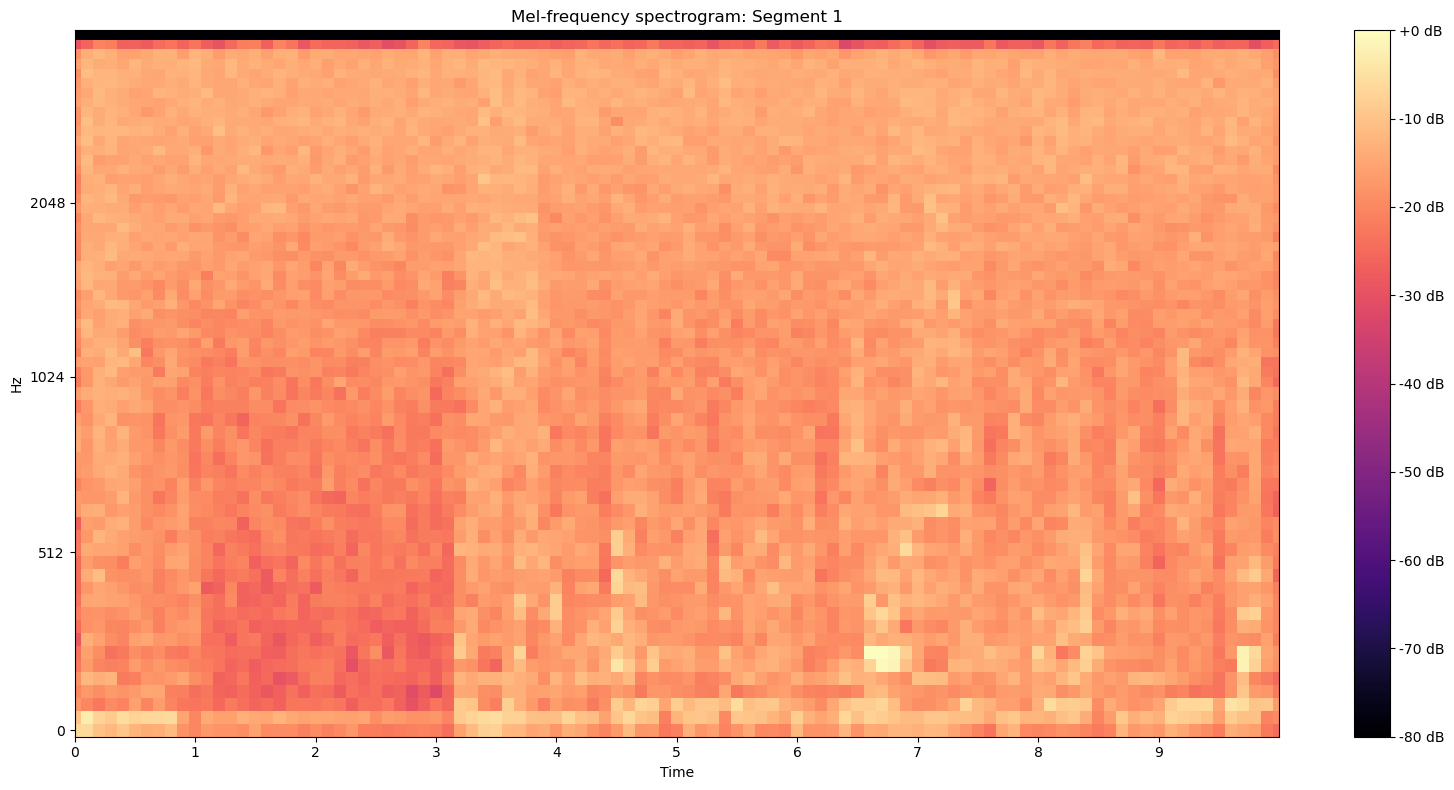 Mel-frequency spectrogram: Segment 1
Hz
2048
1024
512
0
0 1 2 3 4 5 6 7 8 9
Time
+0 dB
-10 dB
-20 dB
-30 dB
-40 dB
-50 dB
-60 dB
-70 dB
-80 dB